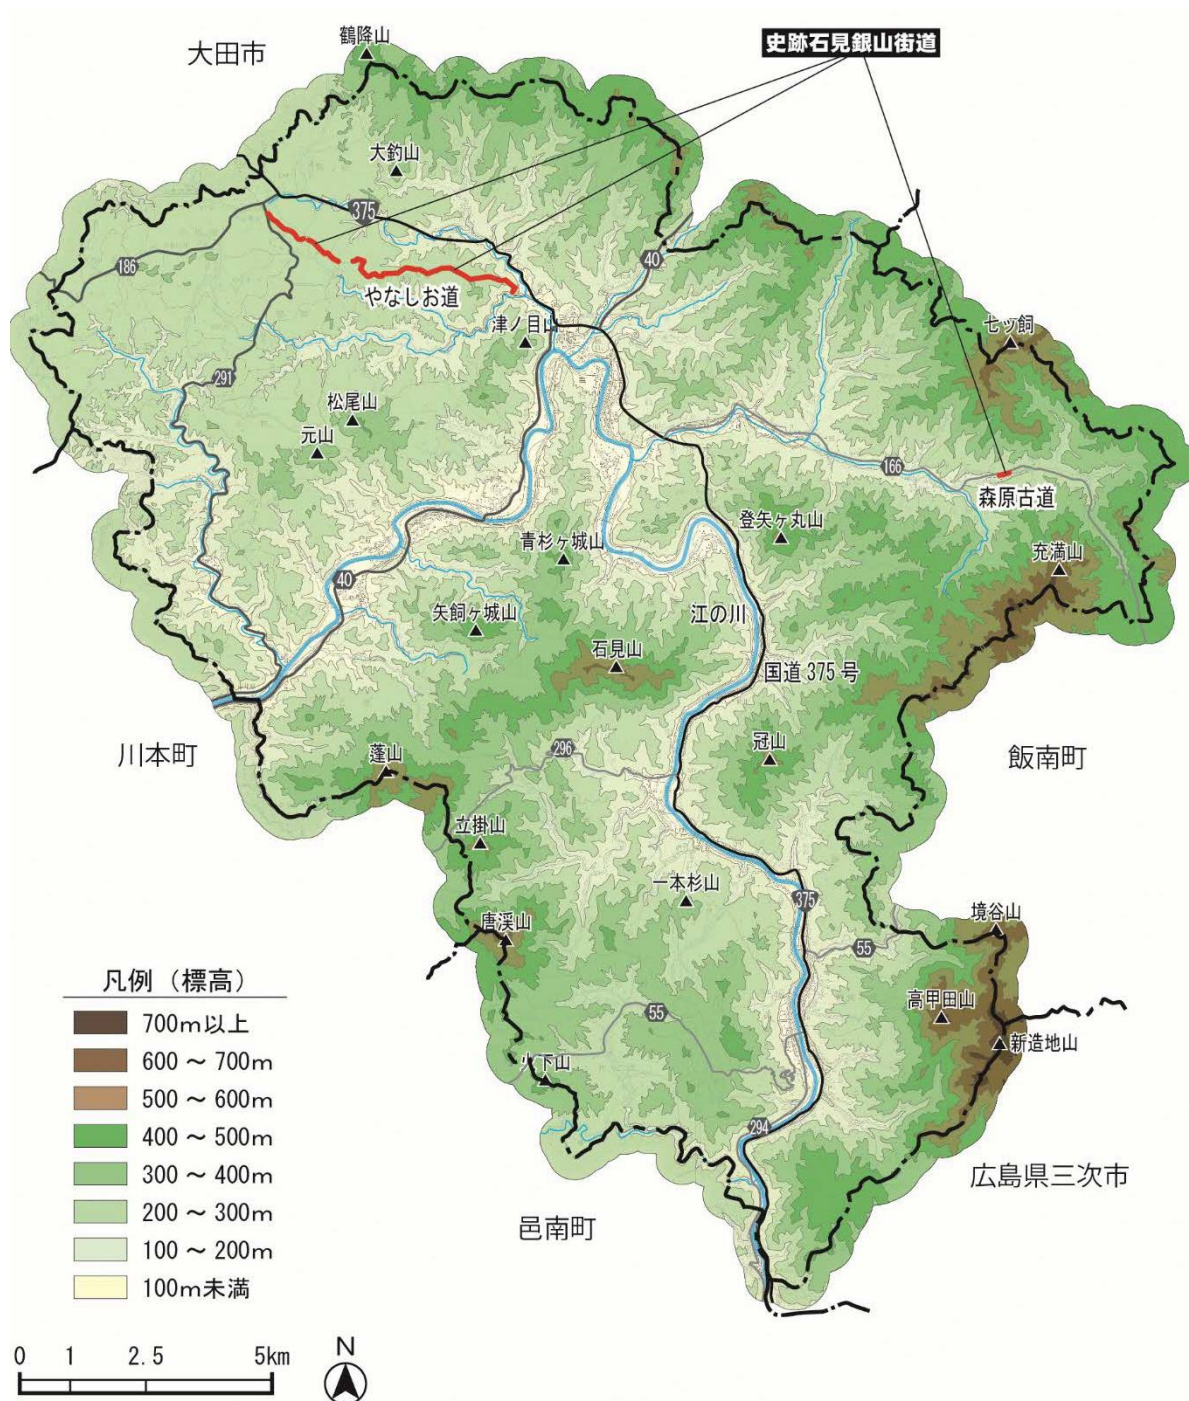 史跡石見銀山街道
大田市
鶴降山
大釣山
375
40
186
やなしお道
津ノ目山
七ッ飼
291
松尾山
元山
166
森原古道
登矢ヶ丸山
青杉ヶ城山
充満山
40
矢飼ヶ城山
江の川
石見山
国道375号
川本町
冠山
飯南町
296
蓬山
立掛山
一本杉山
375
唐渓山
境谷山
55
凡例（標高）
700m以上
600～700m
500～600m
400～500m
300～400m
200～300m
100～200m
100m未満
高甲田山
55
新造地山
火下山
294
広島県三次市
邑南町
0 1 2.5 5km
N